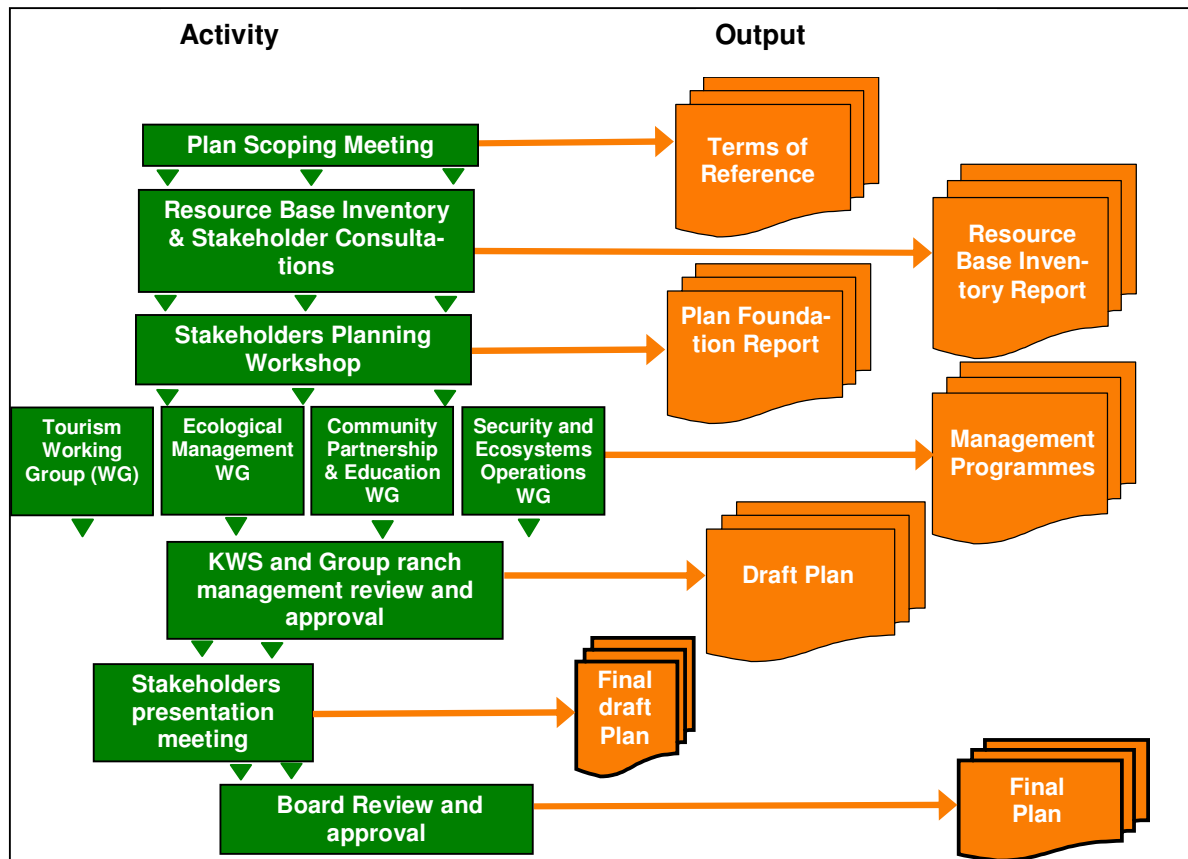 Activity
Output
Plan Scoping Meeting
Terms of
Reference
Resource Base Inventory
& Stakeholder Consulta-
tions
Resource
Base Inven-
tory Report
Stakeholders Planning
Workshop
Plan Founda-
tion Report
Tourism
Working
Group (WG)
Ecological
Management
WG
Community
Partnership
& Education
WG
Security and
Ecosystems
Operations
WG
Management
Programmes
KWS and Group ranch
management review and
approval
Draft Plan
Stakeholders
presentation
meeting
Final
draft
Plan
Board Review and
approval
Final
Plan